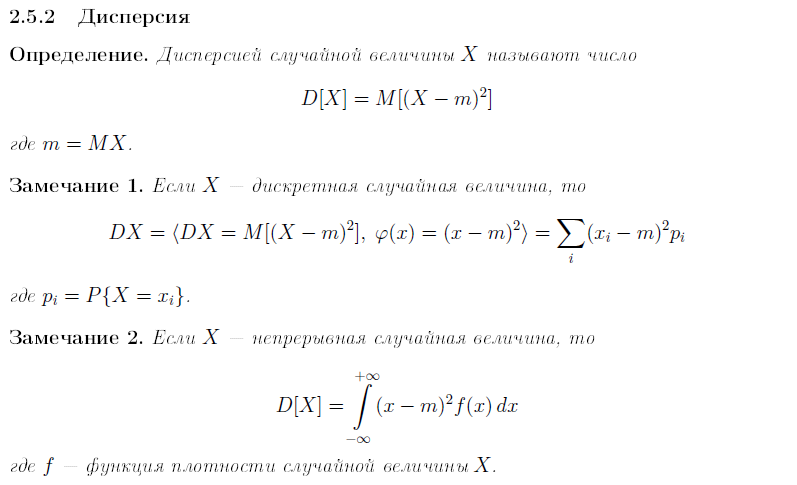 2.5.2 Дисперсия
Определение. Дисперсией случайной величины X называют число
D[X] = M[(X − m)²]
где m = MX.
Замечание 1. Если X — дискретная случайная величина, то
DX = ⟨DX = M[(X − m)²], φ(x) = (x − m)²⟩ = ∑ᵢ(xᵢ − m)²pᵢ
где pᵢ = P{X = xᵢ}.
Замечание 2. Если X — непрерывная случайная величина, то
D[X] = ∫₋∞⁺∞ (x − m)²f(x) dx
где f — функция плотности случайной величины X.